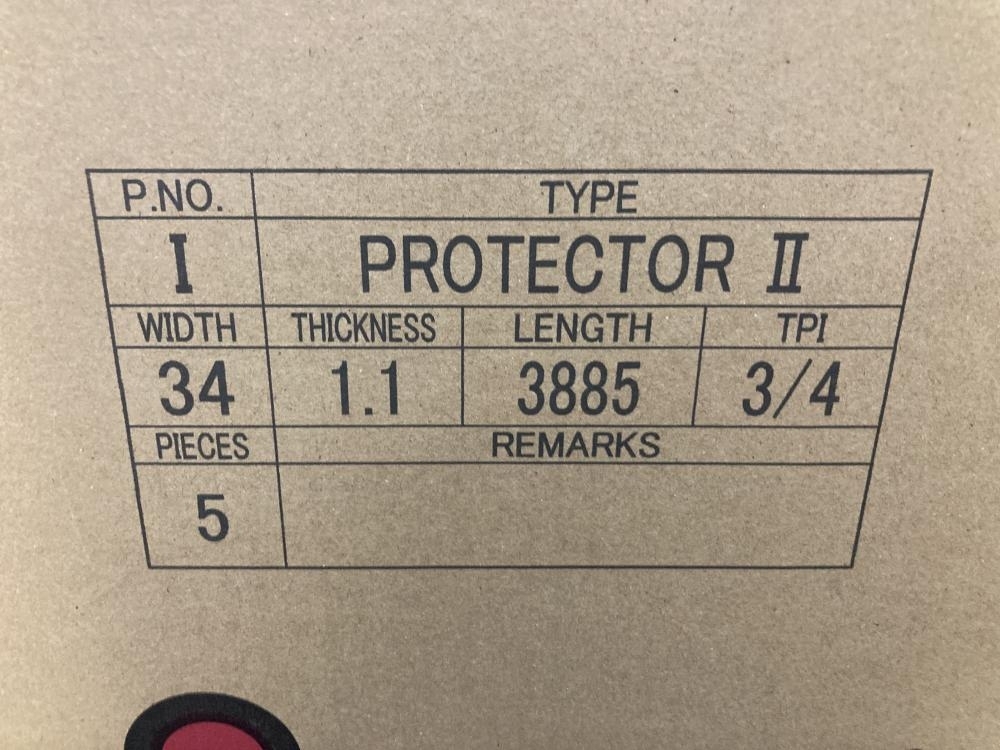 P.NO. TYPE
I PROTECTOR II
WIDTH THICKNESS LENGTH TPI
34 1.1 3885 3/4
PIECES REMARKS
5